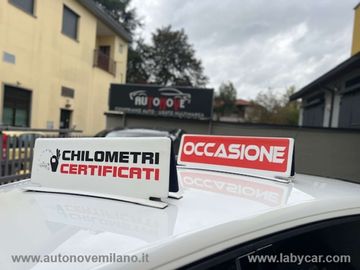 AUTONOVE
CHILOMETRI
CERTIFICATI
OCCASIONE
www.autonovemilano.it
www.labycar.com